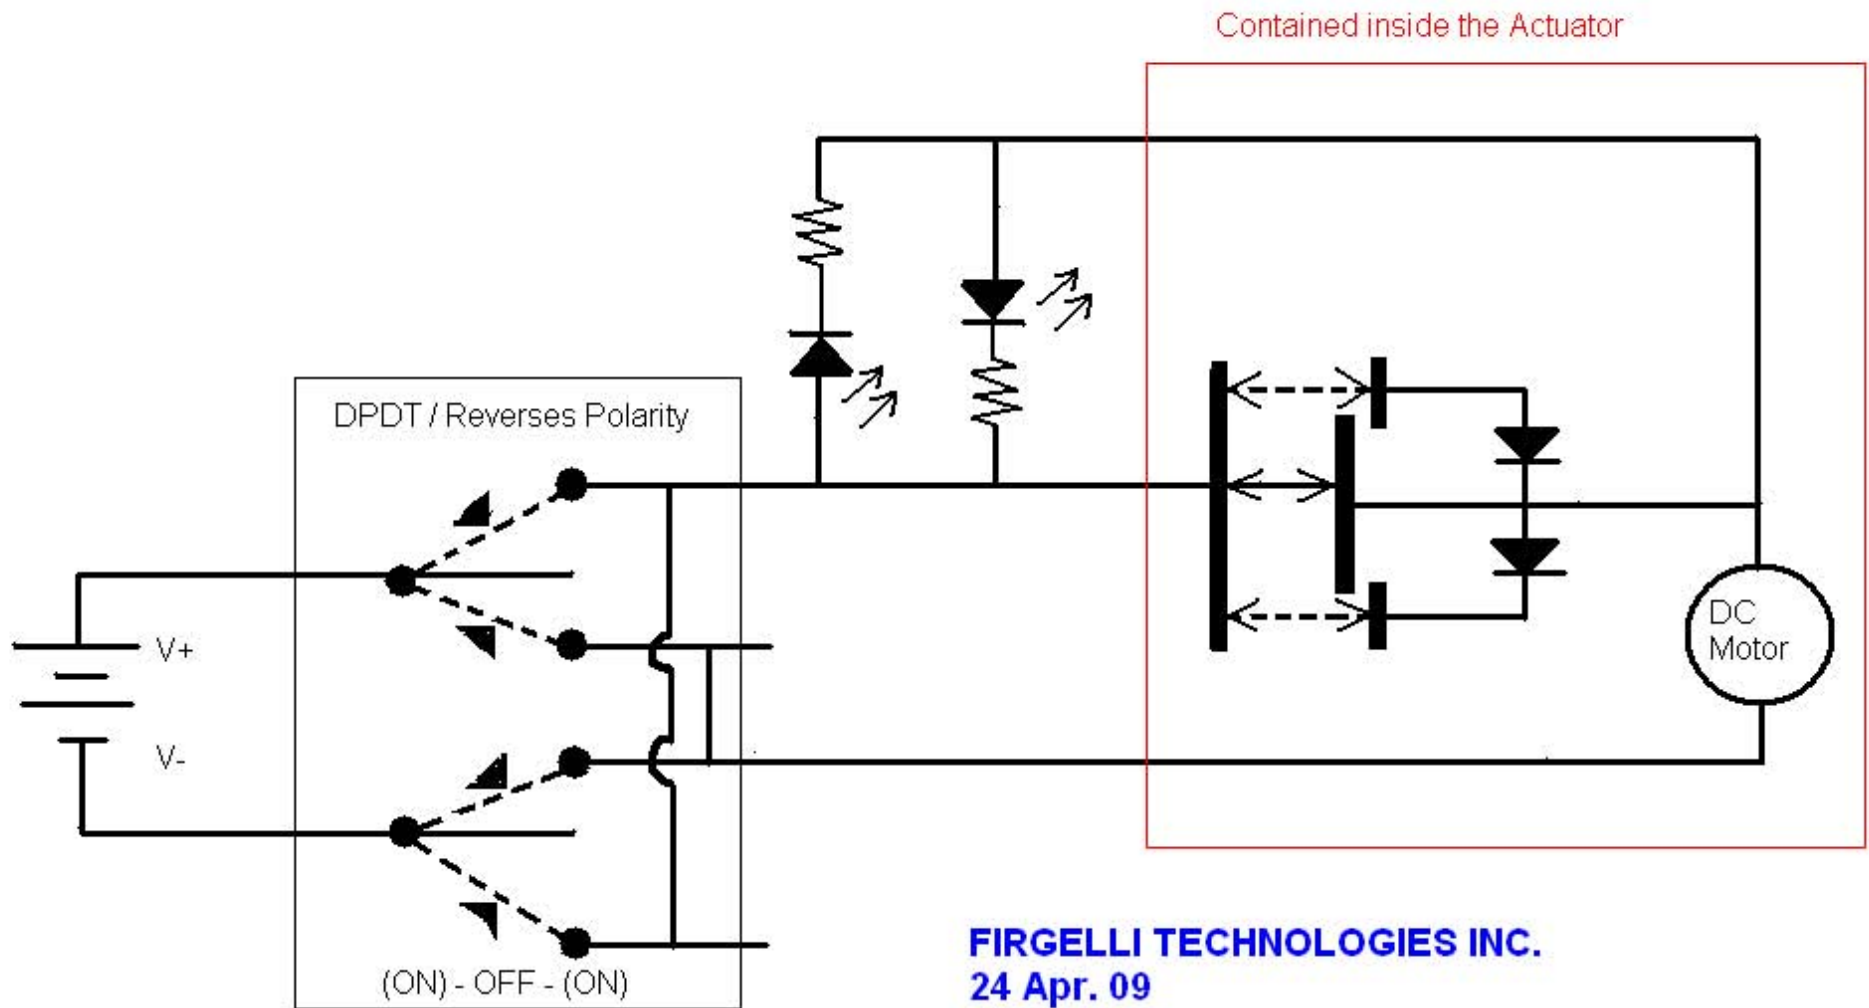 Contained inside the Actuator
DPDT / Reverses Polarity
V+
V-
DC
Motor
(ON) - OFF - (ON)
FIRGELLI TECHNOLOGIES INC.
24 Apr. 09